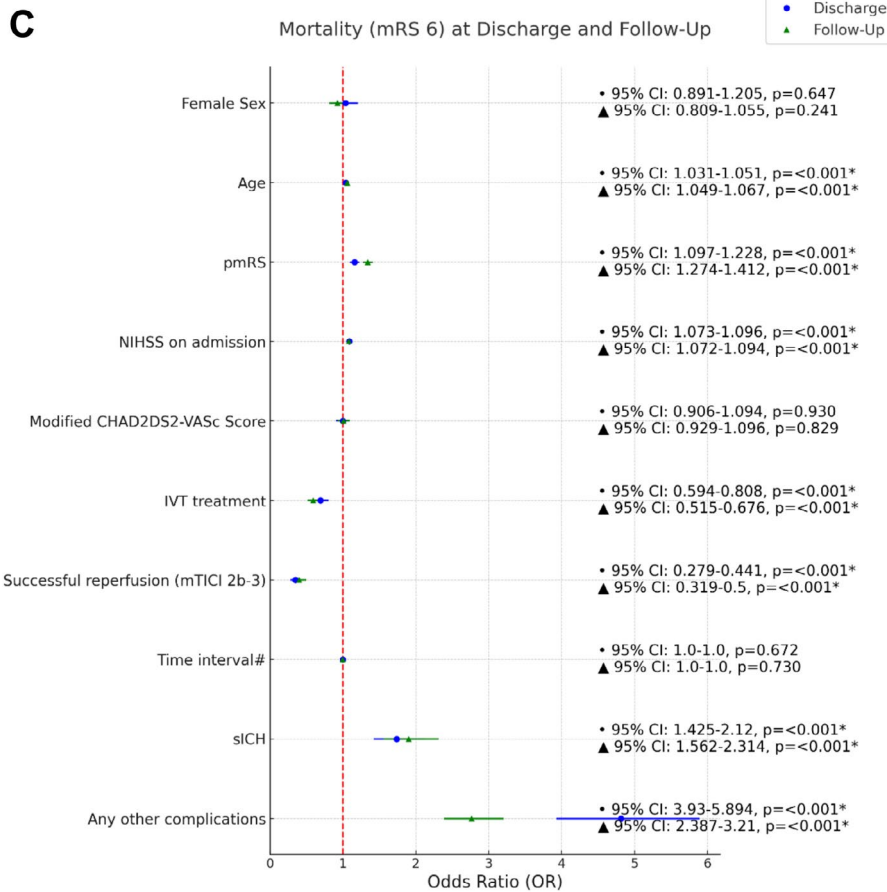 C
Mortality (mRS 6) at Discharge and Follow-Up
Discharge
Follow-Up
Female Sex
• 95% CI: 0.891-1.205, p=0.647
▲ 95% CI: 0.809-1.055, p=0.241
Age
• 95% CI: 1.031-1.051, p=<0.001*
▲ 95% CI: 1.049-1.067, p=<0.001*
pmRS
• 95% CI: 1.097-1.228, p=<0.001*
▲ 95% CI: 1.274-1.412, p=<0.001*
NIHSS on admission
• 95% CI: 1.073-1.096, p=<0.001*
▲ 95% CI: 1.072-1.094, p=<0.001*
Modified CHAD2DS2-VASc Score
• 95% CI: 0.906-1.094, p=0.930
▲ 95% CI: 0.929-1.096, p=0.829
IVT treatment
• 95% CI: 0.594-0.808, p=<0.001*
▲ 95% CI: 0.515-0.676, p=<0.001*
Successful reperfusion (mTICI 2b-3)
• 95% CI: 0.279-0.441, p=<0.001*
▲ 95% CI: 0.319-0.5, p=<0.001*
Time interval#
• 95% CI: 1.0-1.0, p=0.672
▲ 95% CI: 1.0-1.0, p=0.730
sICH
• 95% CI: 1.425-2.12, p=<0.001*
▲ 95% CI: 1.562-2.314, p=<0.001*
Any other complications
• 95% CI: 3.93-5.894, p=<0.001*
▲ 95% CI: 2.387-3.21, p=<0.001*
0 1 2 3 4 5 6
Odds Ratio (OR)